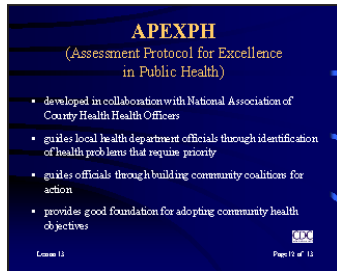 APEXPH
(Assessment Protocol for Excellence
in Public Health)
• developed in collaboration with National Association of
County Health Health Officers
• guides local health department officials through identification
of health problems that require priority
• guides officials through building community coalitions for
action
• provides good foundation for adopting community health
objectives
CDC
Lesson 13
Page 12 of 13